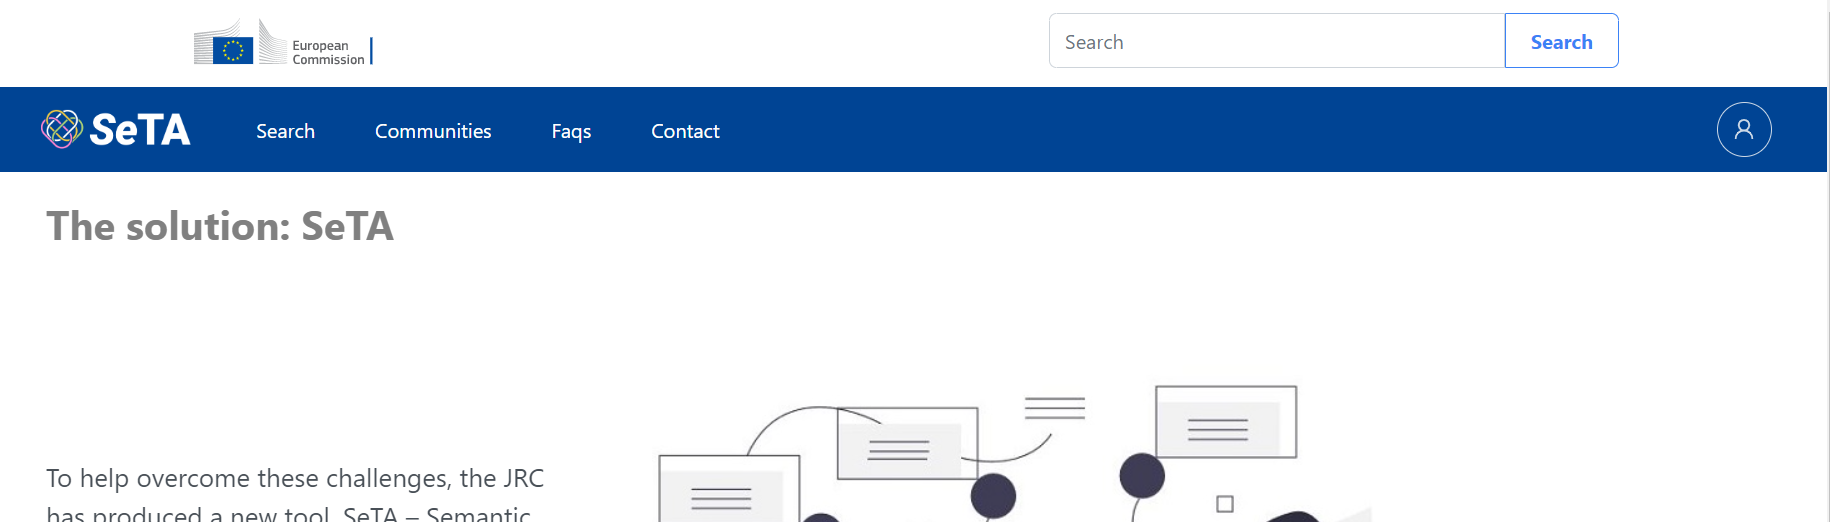 European
Commission
Search
Search
SeTA
Search
Communities
Faqs
Contact
The solution: SeTA
To help overcome these challenges, the JRC
has produced a new tool, SeTA – Semantic